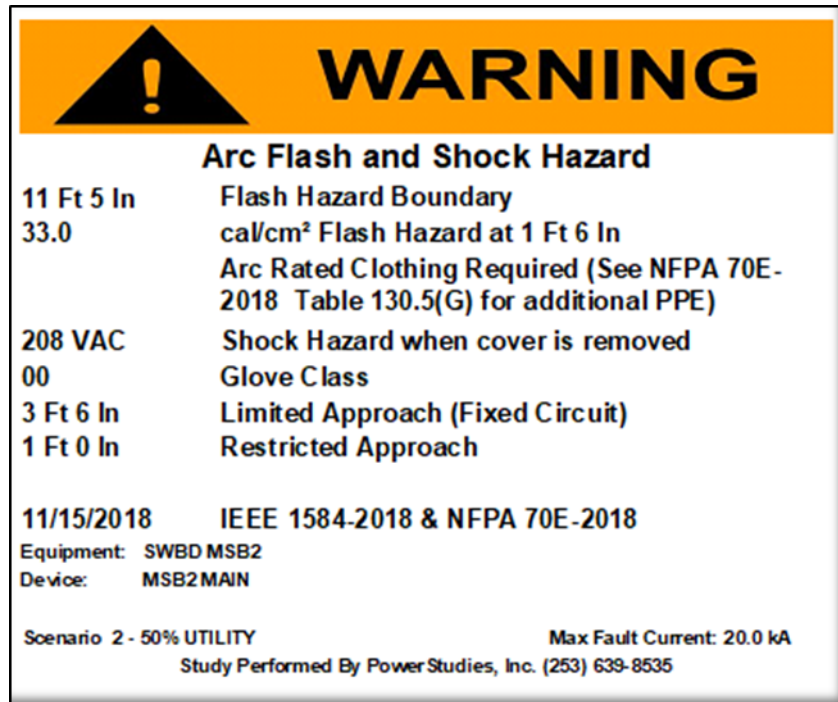 WARNING
Arc Flash and Shock Hazard
11 Ft 5 In Flash Hazard Boundary
33.0 cal/cm² Flash Hazard at 1 Ft 6 In
Arc Rated Clothing Required (See NFPA 70E-
2018 Table 130.5(G) for additional PPE)
208 VAC Shock Hazard when cover is removed
00 Glove Class
3 Ft 6 In Limited Approach (Fixed Circuit)
1 Ft 0 In Restricted Approach
11/15/2018 IEEE 1584-2018 & NFPA 70E-2018
Equipment: SWBD MSB2
Device: MSB2 MAIN
Scenario 2 - 50% UTILITY Max Fault Current: 20.0 kA
Study Performed By PowerStudies, Inc. (253) 639-8535